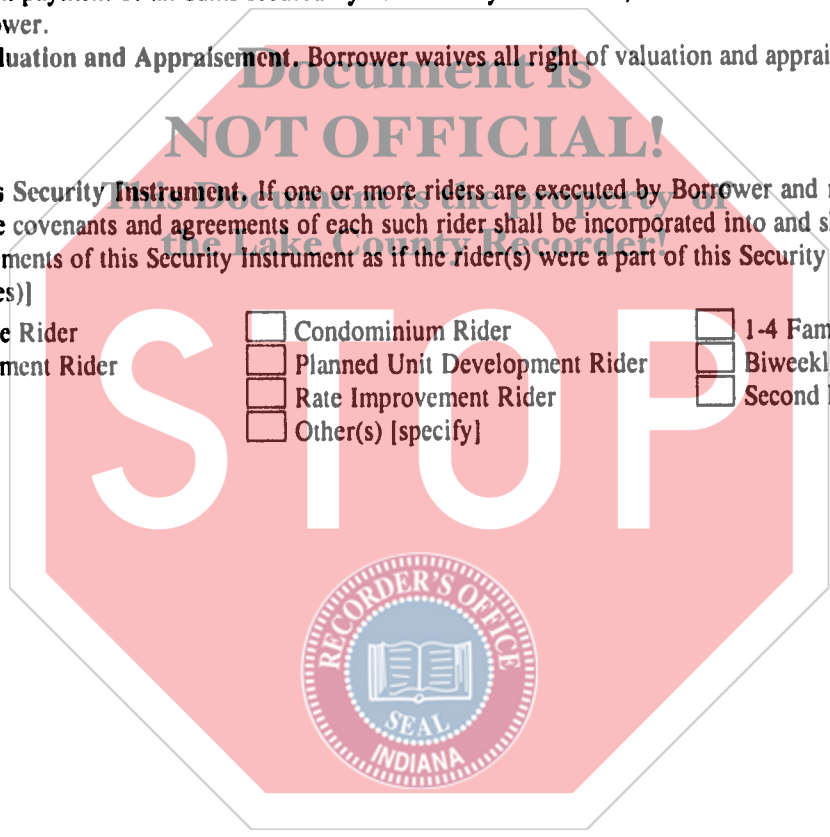 ower.
luation and Appraisement. Borrower waives all right of valuation and apprai
Document is
NOT OFFICIAL!
This Document is the property of
the Lake County Recorder!
s Security Instrument. If one or more riders are executed by Borrower and
e covenants and agreements of each such rider shall be incorporated into and s
ments of this Security Instrument as if the rider(s) were a part of this Security
es)]
e Rider Condominium Rider 1-4 Fam
ment Rider Planned Unit Development Rider Biweekl
Rate Improvement Rider Second
Other(s) [specify]
STOP
RECORDER'S OFFICE
SEAL
INDIANA